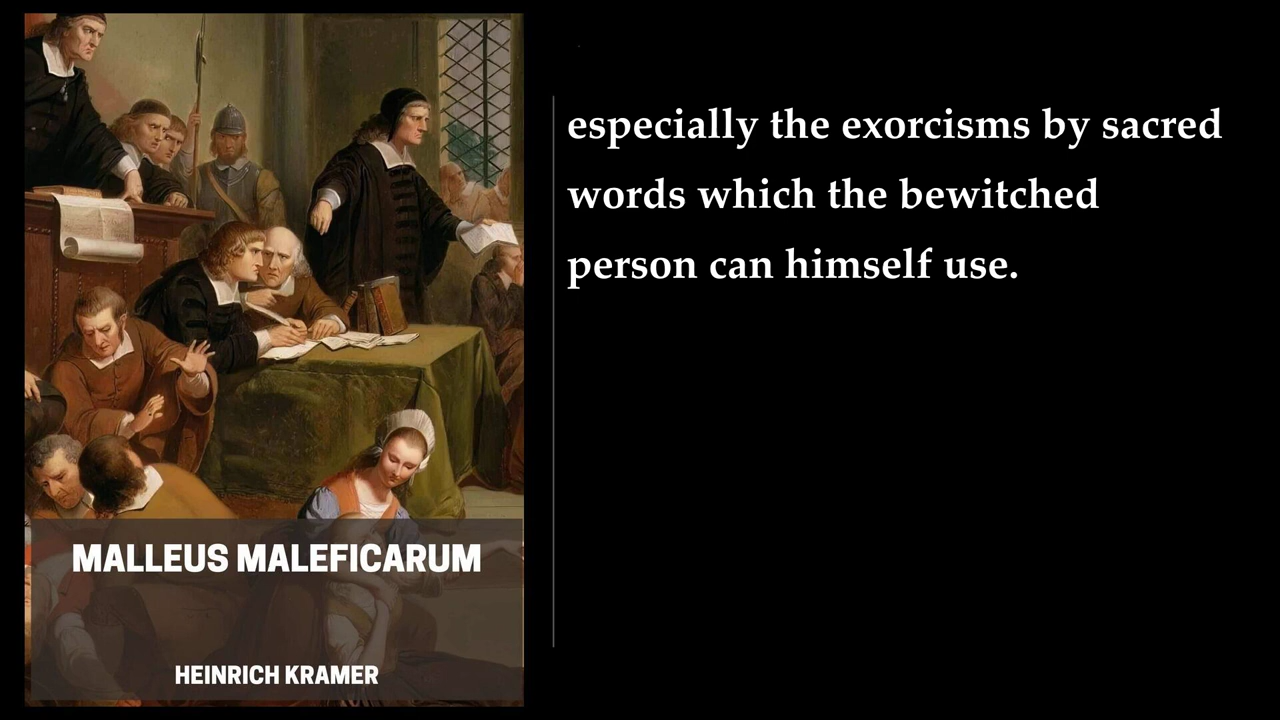 especially the exorcisms by sacred
words which the bewitched
person can himself use.
MALLEUS MALEFICARUM
HEINRICH KRAMER